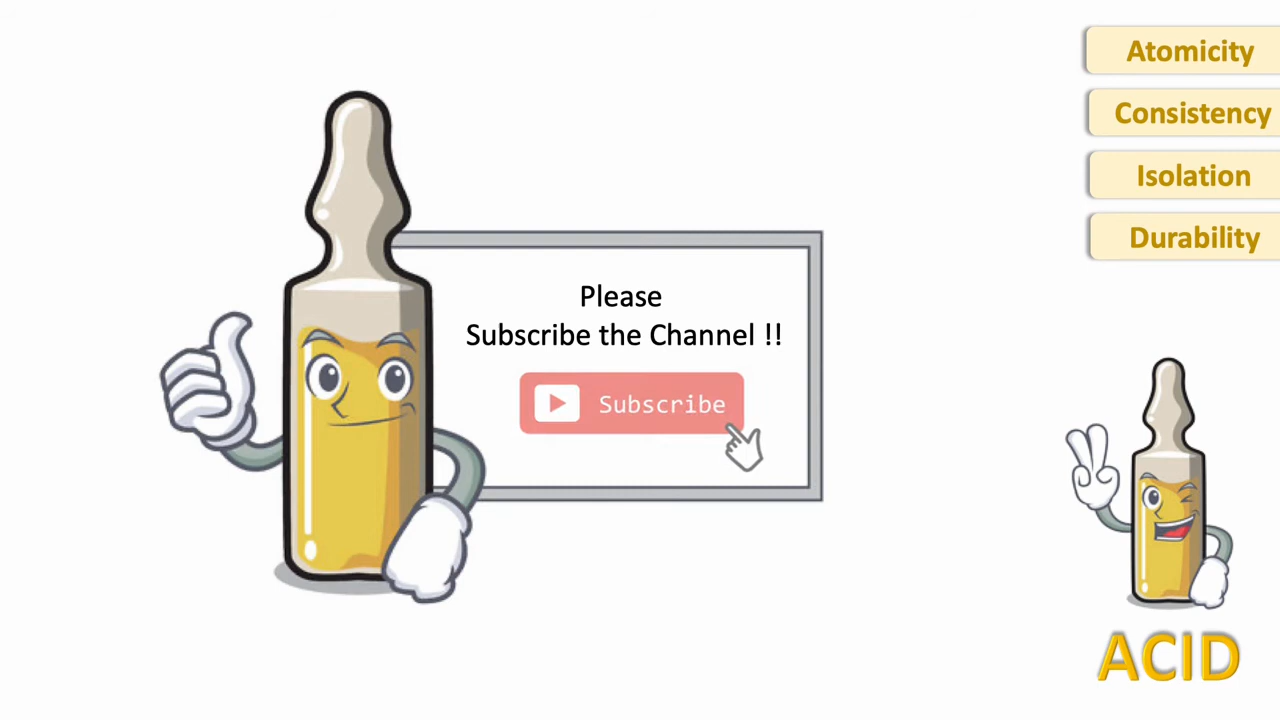 Please
Subscribe the Channel !!
Subscribe
Atomicity
Consistency
Isolation
Durability
ACID